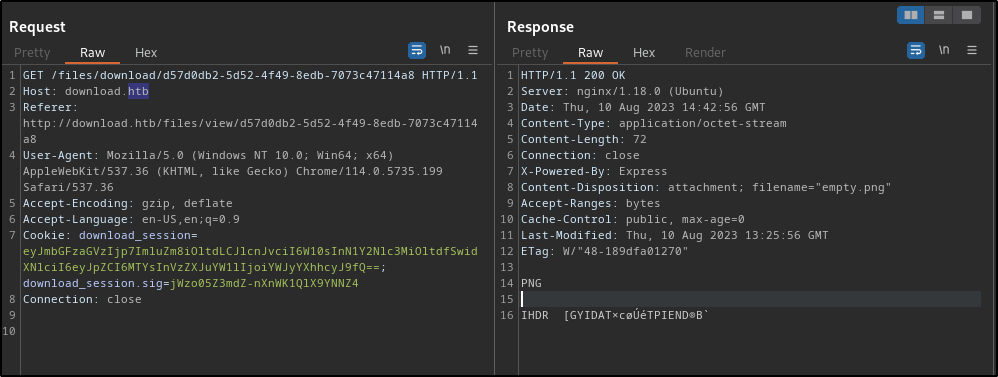 Request
Pretty Raw Hex
\n
1 GET /files/download/d57d0db2-5d52-4f49-8edb-7073c47114a8 HTTP/1.1
2 Host: download.htb
3 Referer:
http://download.htb/files/view/d57d0db2-5d52-4f49-8edb-7073c47114
a8
4 User-Agent: Mozilla/5.0 (Windows NT 10.0; Win64; x64)
AppleWebKit/537.36 (KHTML, like Gecko) Chrome/114.0.5735.199
Safari/537.36
5 Accept-Encoding: gzip, deflate
6 Accept-Language: en-US,en;q=0.9
7 Cookie: download_session=
eyJmbGFzaGVzIjp7ImluZm8iOltdLCJlcnJvciI6W10sInN1Y2Nlc3MiOltdfSwid
XNlciI6eyJpZCI6MTYsInVzZXJuYW1lIjoiYWJyYXhhcyJ9fQ==;
download_session.sig=jWzo05Z3mdZ-nXnWK1QlX9YNNZ4
8 Connection: close
9
10
Response
Pretty Raw Hex Render
\n
1 HTTP/1.1 200 OK
2 Server: nginx/1.18.0 (Ubuntu)
3 Date: Thu, 10 Aug 2023 14:42:56 GMT
4 Content-Type: application/octet-stream
5 Content-Length: 72
6 Connection: close
7 X-Powered-By: Express
8 Content-Disposition: attachment; filename="empty.png"
9 Accept-Ranges: bytes
10 Cache-Control: public, max-age=0
11 Last-Modified: Thu, 10 Aug 2023 13:25:56 GMT
12 ETag: W/"48-189dfa01270"
13
14 PNG
15
16 IHDR [GYIDAT×cøÚéTPIEND®B`